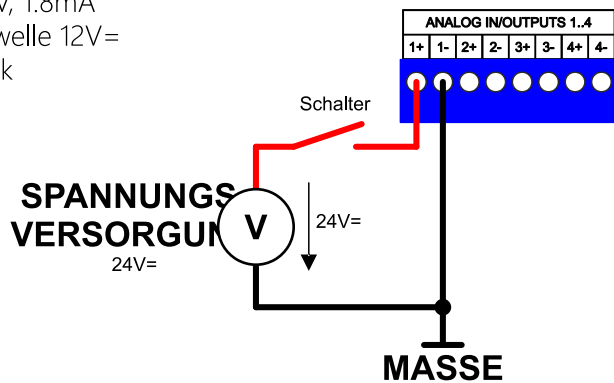 , 1.8mA
welle 12V=
k
ANALOG IN/OUTPUTS 1..4
1+ 1- 2+ 2- 3+ 3- 4+ 4-
Schalter
SPANNUNGS
VERSORGUN
V
24V=
24V=
MASSE